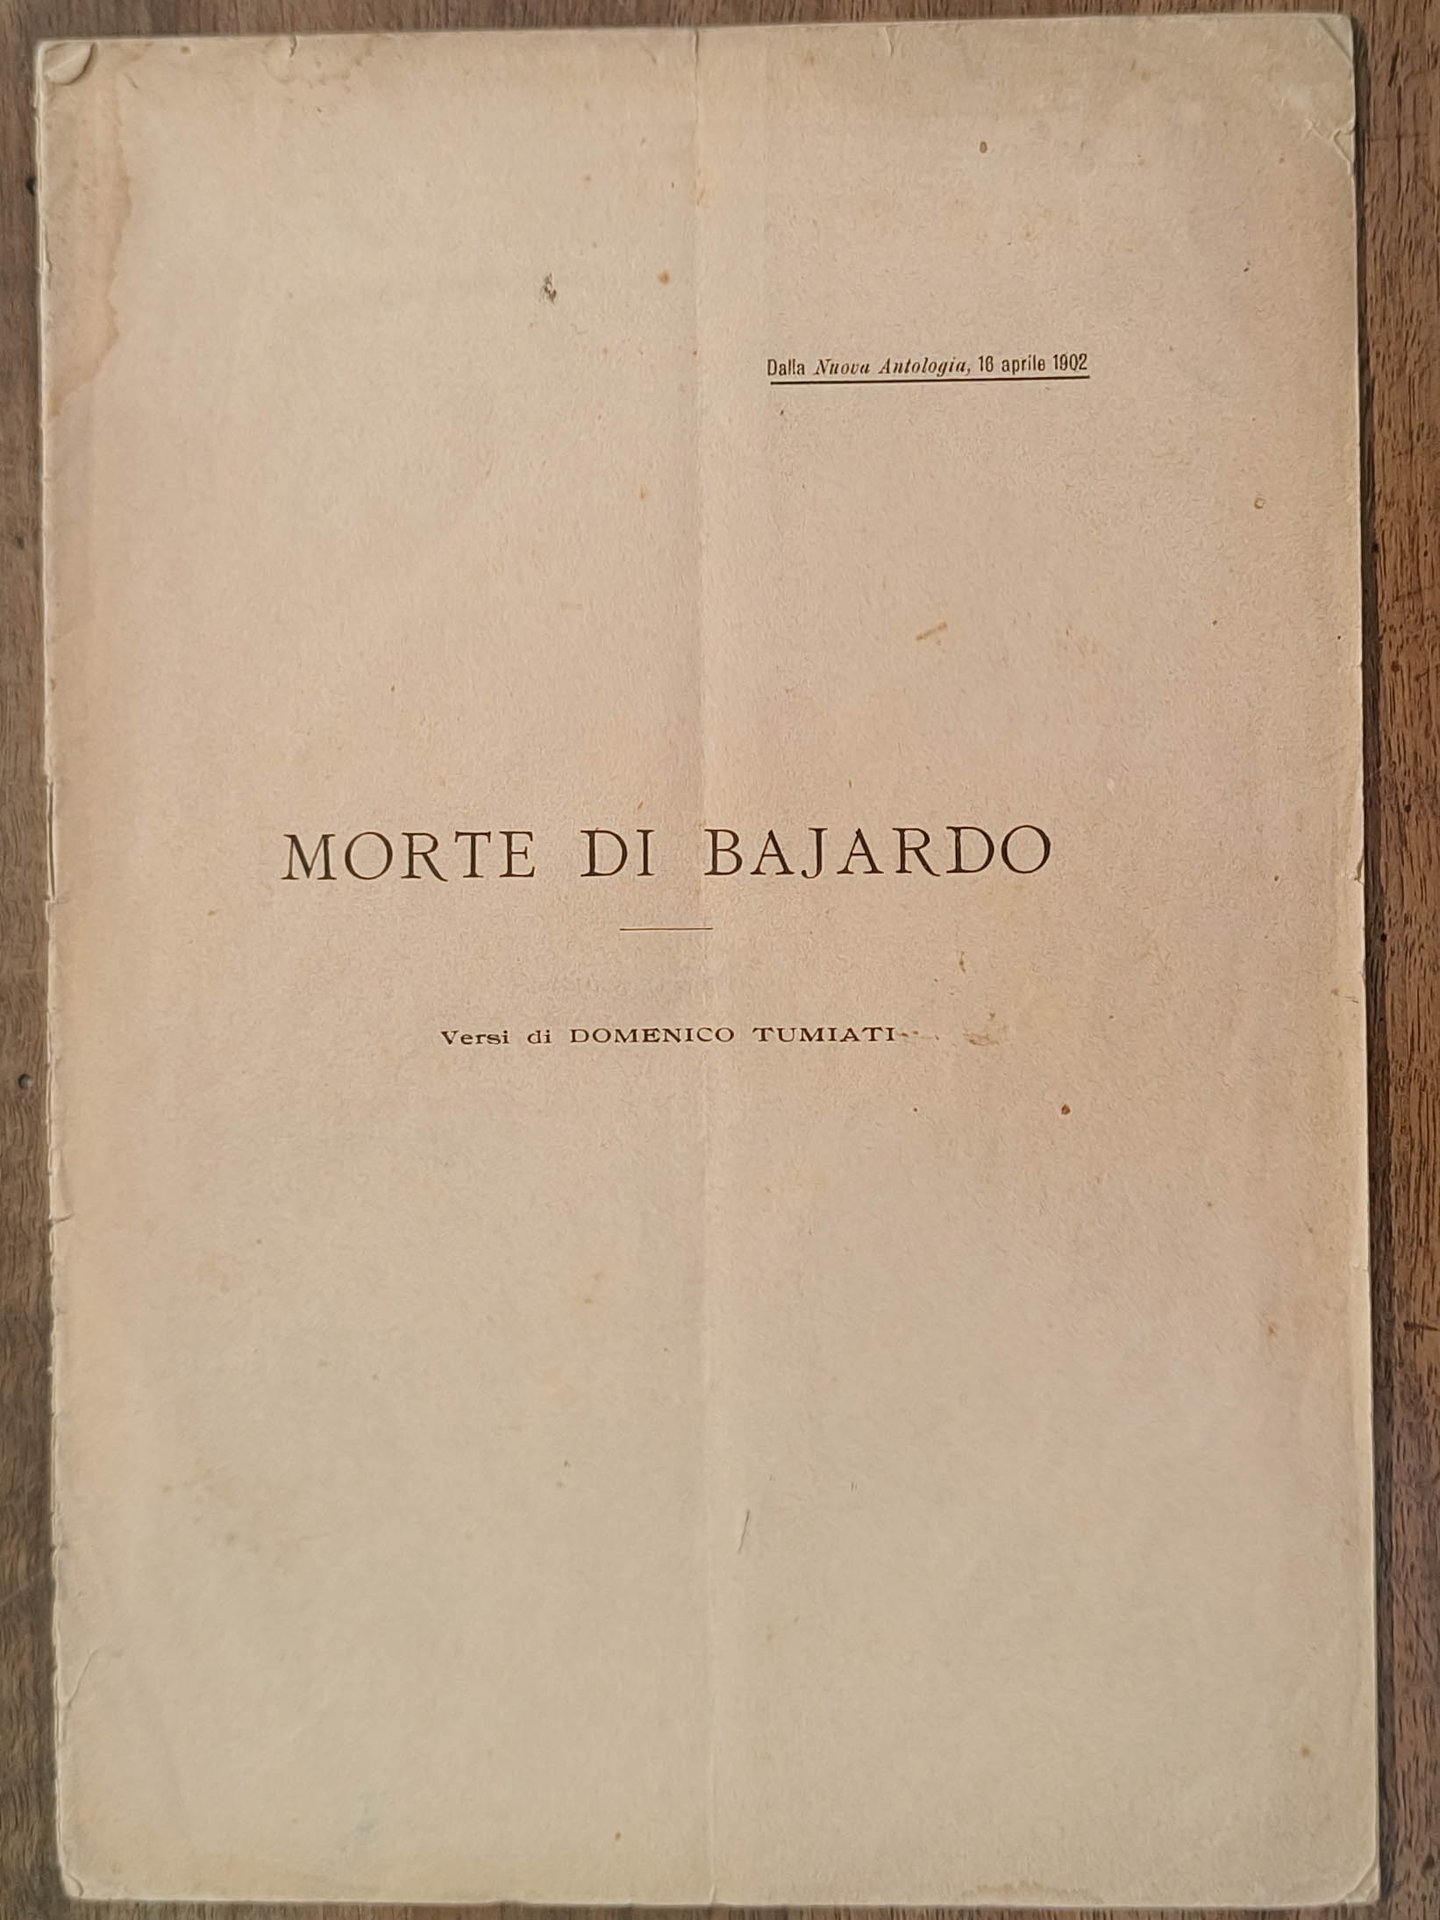 Dalla Nuova Antologia, 16 aprile 1902
MORTE DI BAJARDO
Versi di DOMENICO TUMIATI